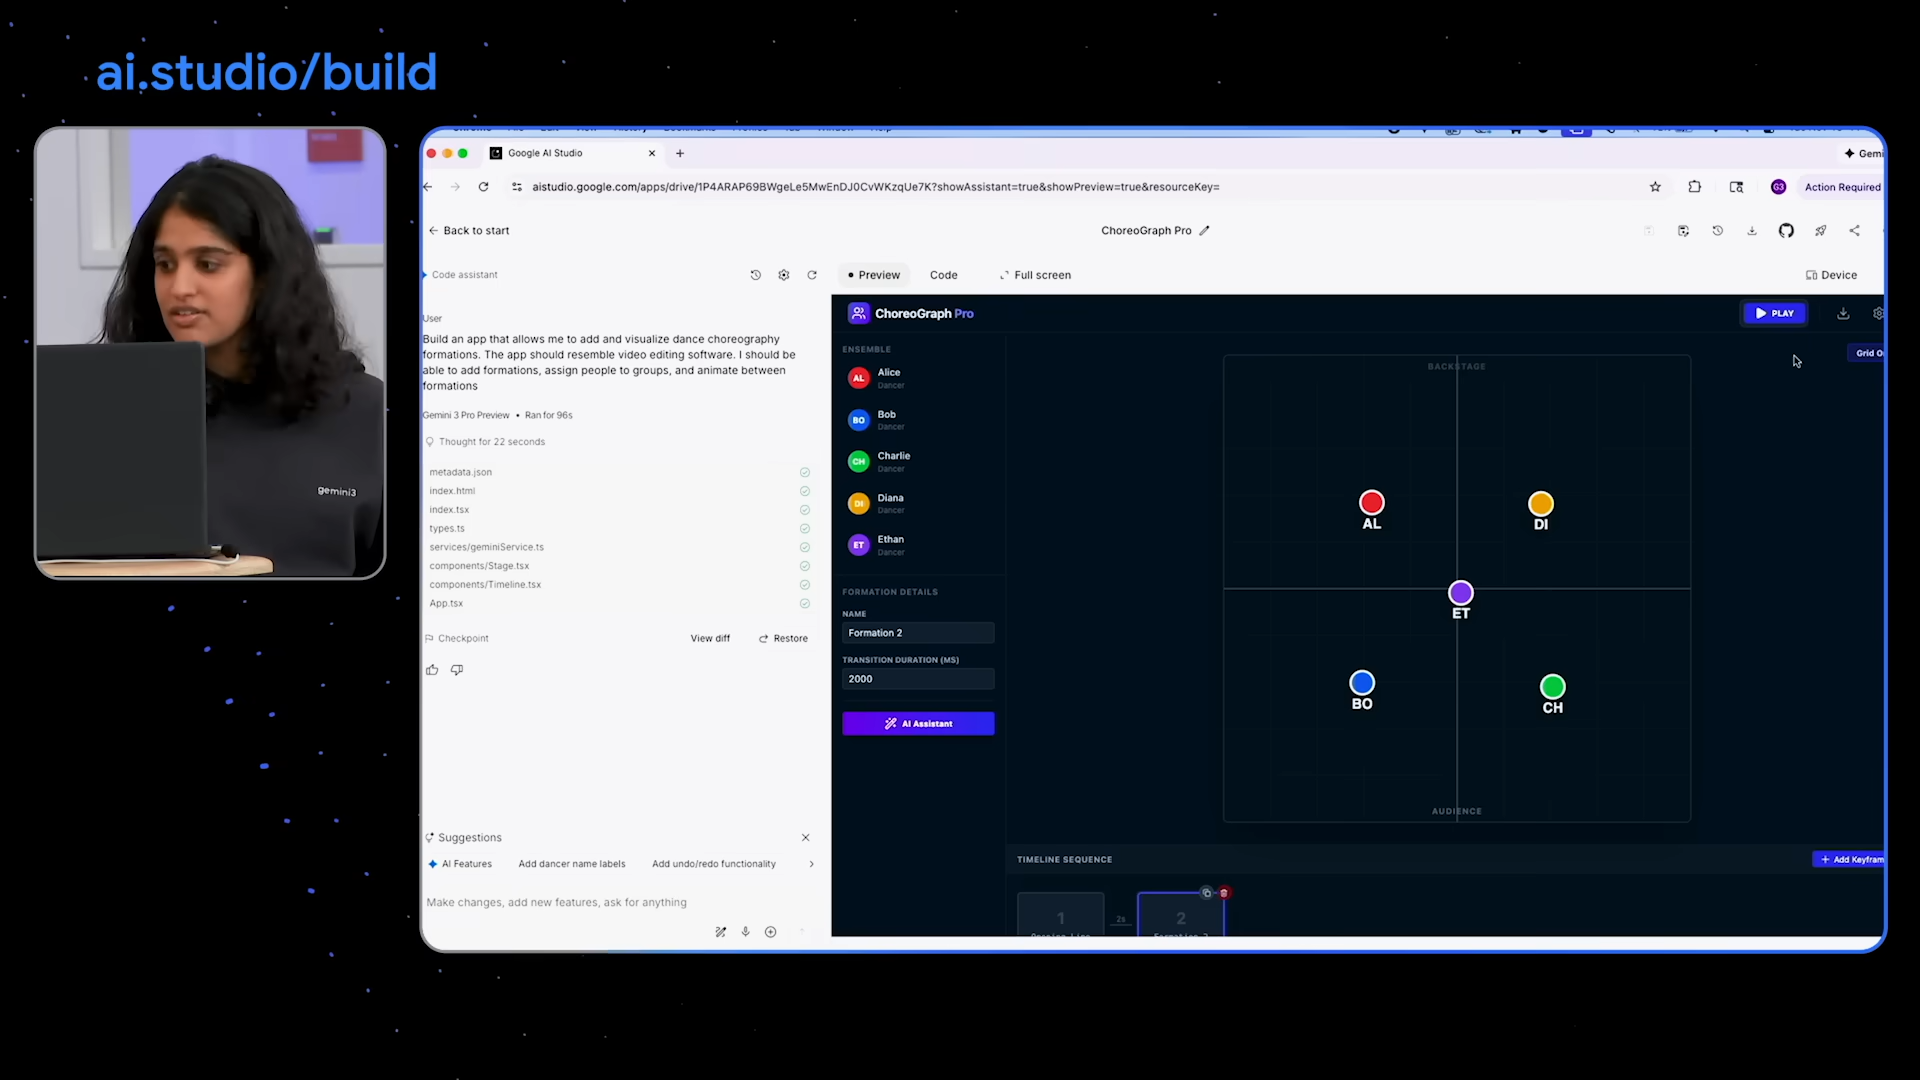 ai.studio/build
Google AI Studio
Gemi
aistudio.google.com/apps/drive/1P4ARAP69BWgeLe5MwEnDJ0CvWKzqUe7K?showAssistant=true&showPreview=true&resourceKey=
G3
Action Required
Back to start
ChoreoGraph Pro
Code assistant
Preview
Code
Full screen
Device
User
Build an app that allows me to add and visualize dance choreography
formations. The app should resemble video editing software. I should be
able to add formations, assign people to groups, and animate between
formations
Gemini 3 Pro Preview • Ran for 96s
Thought for 22 seconds
metadata.json
index.html
index.tsx
types.ts
services/geminiService.ts
components/Stage.tsx
components/Timeline.tsx
App.tsx
Checkpoint
View diff
Restore
Suggestions
AI Features
Add dancer name labels
Add undo/redo functionality
Make changes, add new features, ask for anything
ChoreoGraph Pro
PLAY
ENSEMBLE
AL
Alice
Dancer
BO
Bob
Dancer
CH
Charlie
Dancer
DI
Diana
Dancer
ET
Ethan
Dancer
FORMATION DETAILS
NAME
Formation 2
TRANSITION DURATION (MS)
2000
AI Assistant
Grid O
BACKSTAGE
AL
DI
ET
BO
CH
AUDIENCE
TIMELINE SEQUENCE
+ Add Keyfram
1
2s
2
gemini3